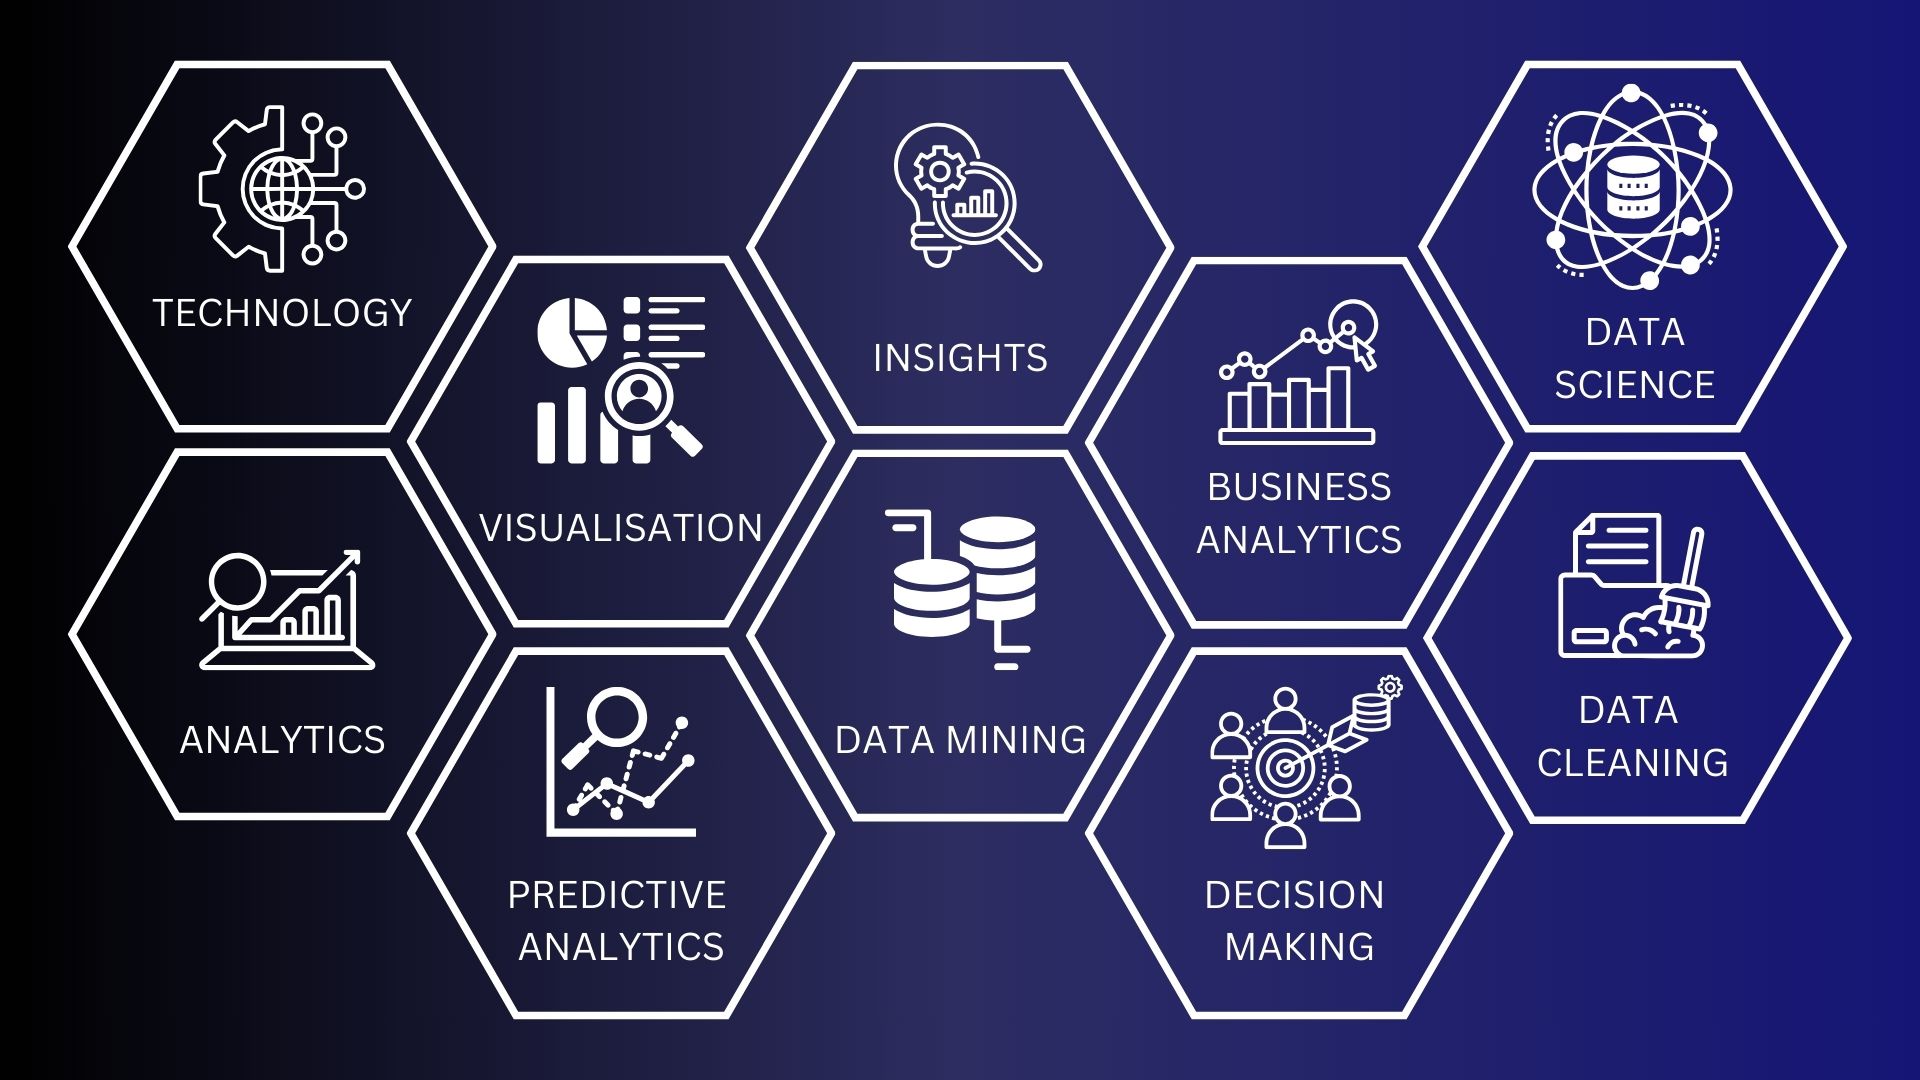 TECHNOLOGY
INSIGHTS
DATA
SCIENCE
VISUALISATION
BUSINESS
ANALYTICS
ANALYTICS
DATA MINING
DATA
CLEANING
PREDICTIVE
ANALYTICS
DECISION
MAKING